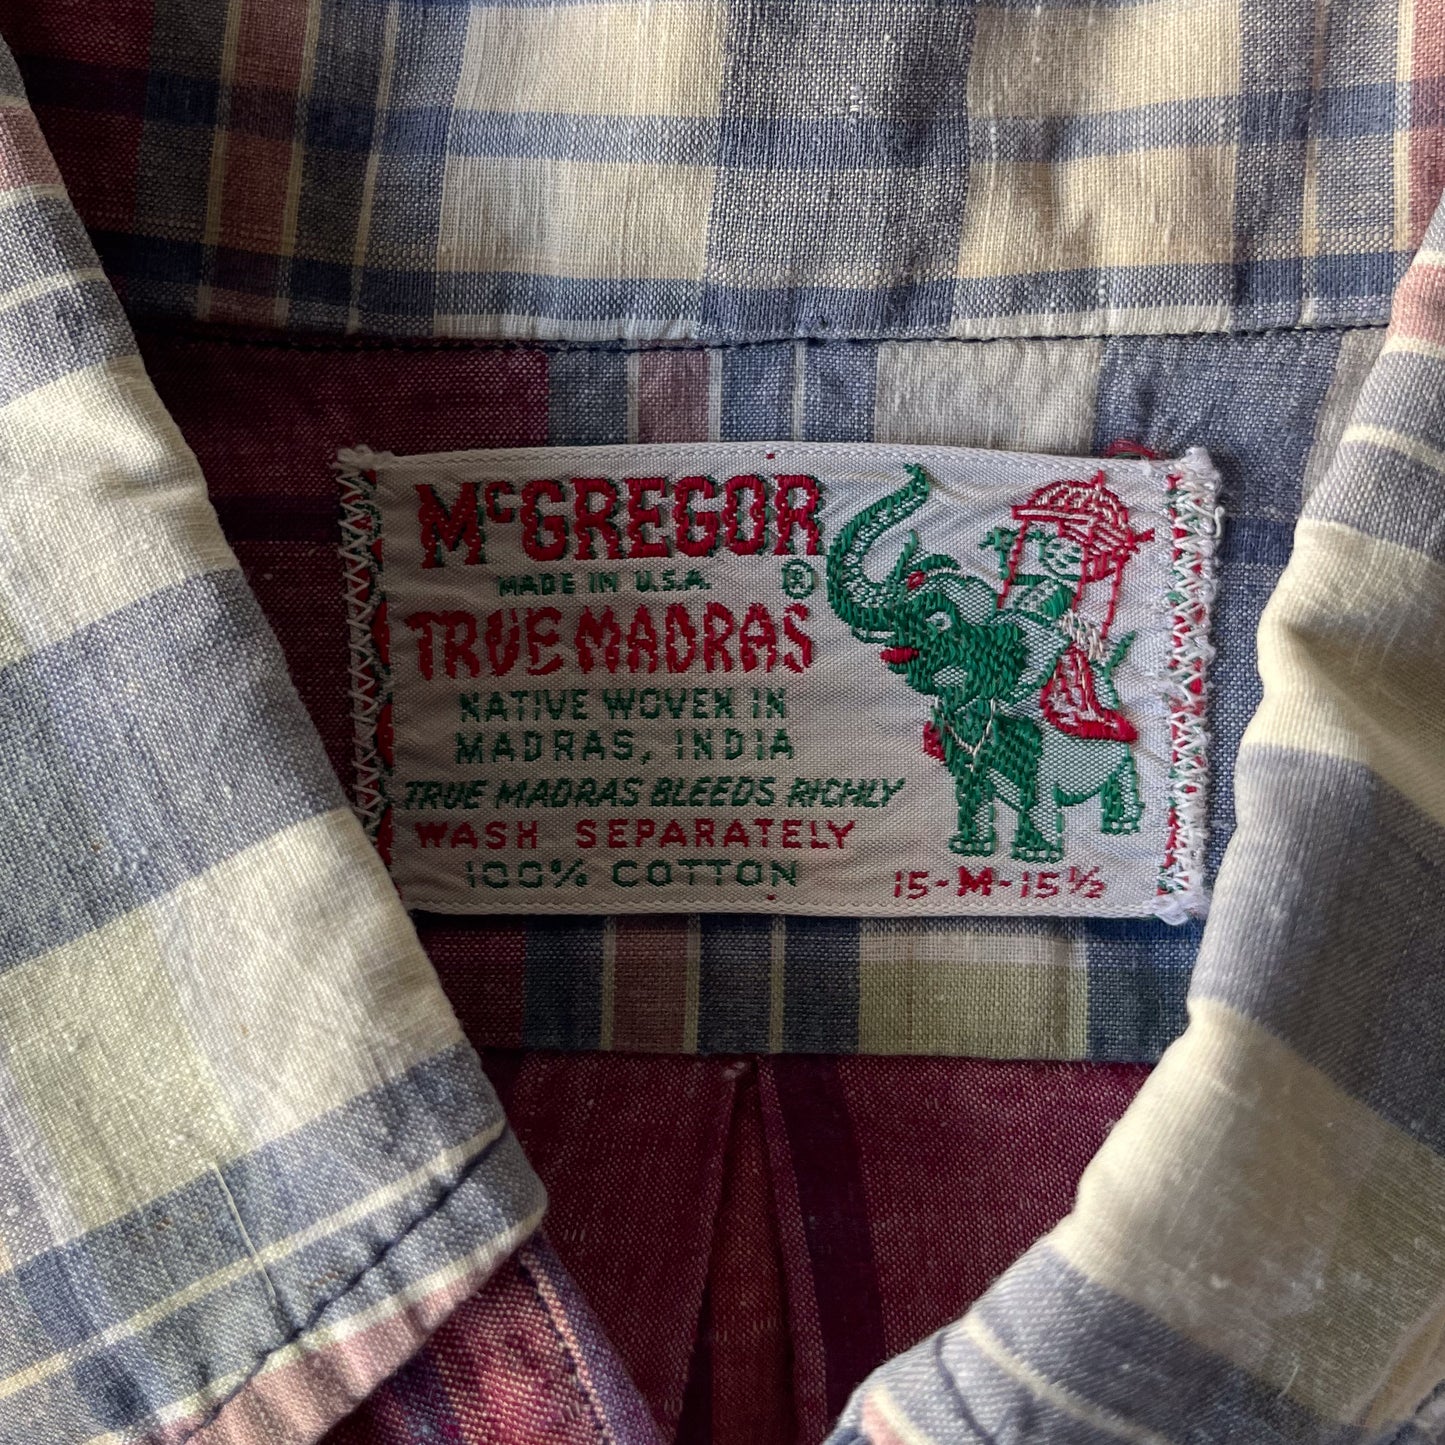 McGREGOR
MADE IN U.S.A. ®
TRUE MADRAS
NATIVE WOVEN IN
MADRAS, INDIA
TRUE MADRAS BLEEDS RICHLY
WASH SEPARATELY
100% COTTON
15-M-15½